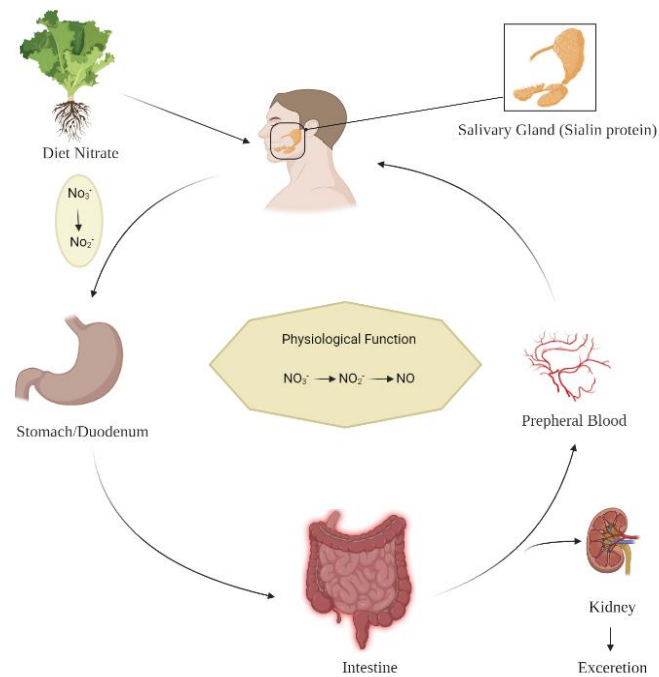 Salivary Gland (Sialin protein)
Diet Nitrate
No₃⁻
No₂⁻
Physiological Function
NO₃⁻ → NO₂⁻ → NO
Stomach/Duodenum
Prepheral Blood
Kidney
Intestine
Exceretion